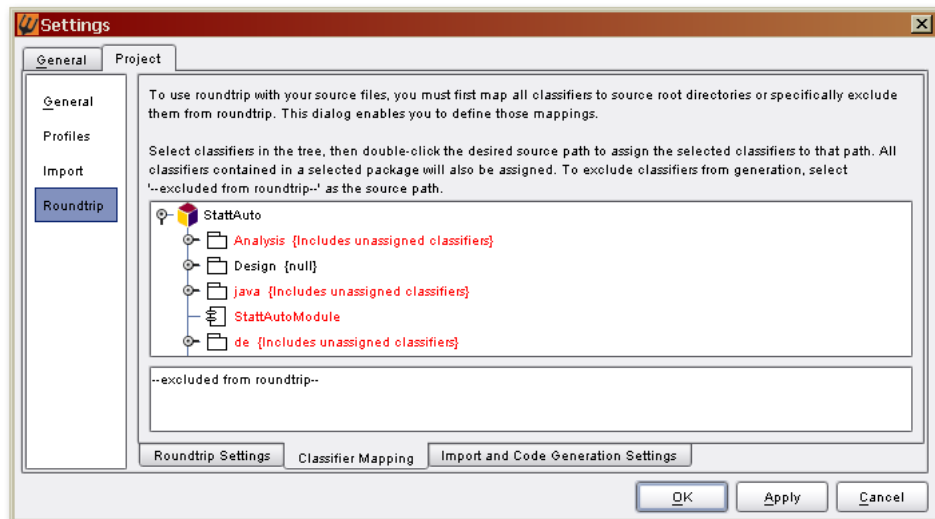 Settings
General
Project
General
Profiles
Import
Roundtrip
To use roundtrip with your source files, you must first map all classifiers to source root directories or specifically exclude
them from roundtrip. This dialog enables you to define those mappings.
Select classifiers in the tree, then double-click the desired source path to assign the selected classifiers to that path. All
classifiers contained in a selected package will also be assigned. To exclude classifiers from generation, select
'--excluded from roundtrip--' as the source path.
StattAuto
Analysis {Includes unassigned classifiers}
Design {null}
java {Includes unassigned classifiers}
StattAutoModule
de {Includes unassigned classifiers}
--excluded from roundtrip--
Roundtrip Settings
Classifier Mapping
Import and Code Generation Settings
OK
Apply
Cancel